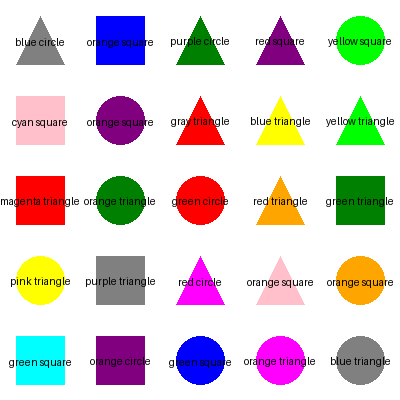 blue circle orange square purple circle red square yellow square
cyan square orange square gray triangle blue triangle yellow triangle
magenta triangle orange triangle green circle red triangle green triangle
pink triangle purple triangle red circle orange square orange square
green square orange circle green square orange triangle blue triangle